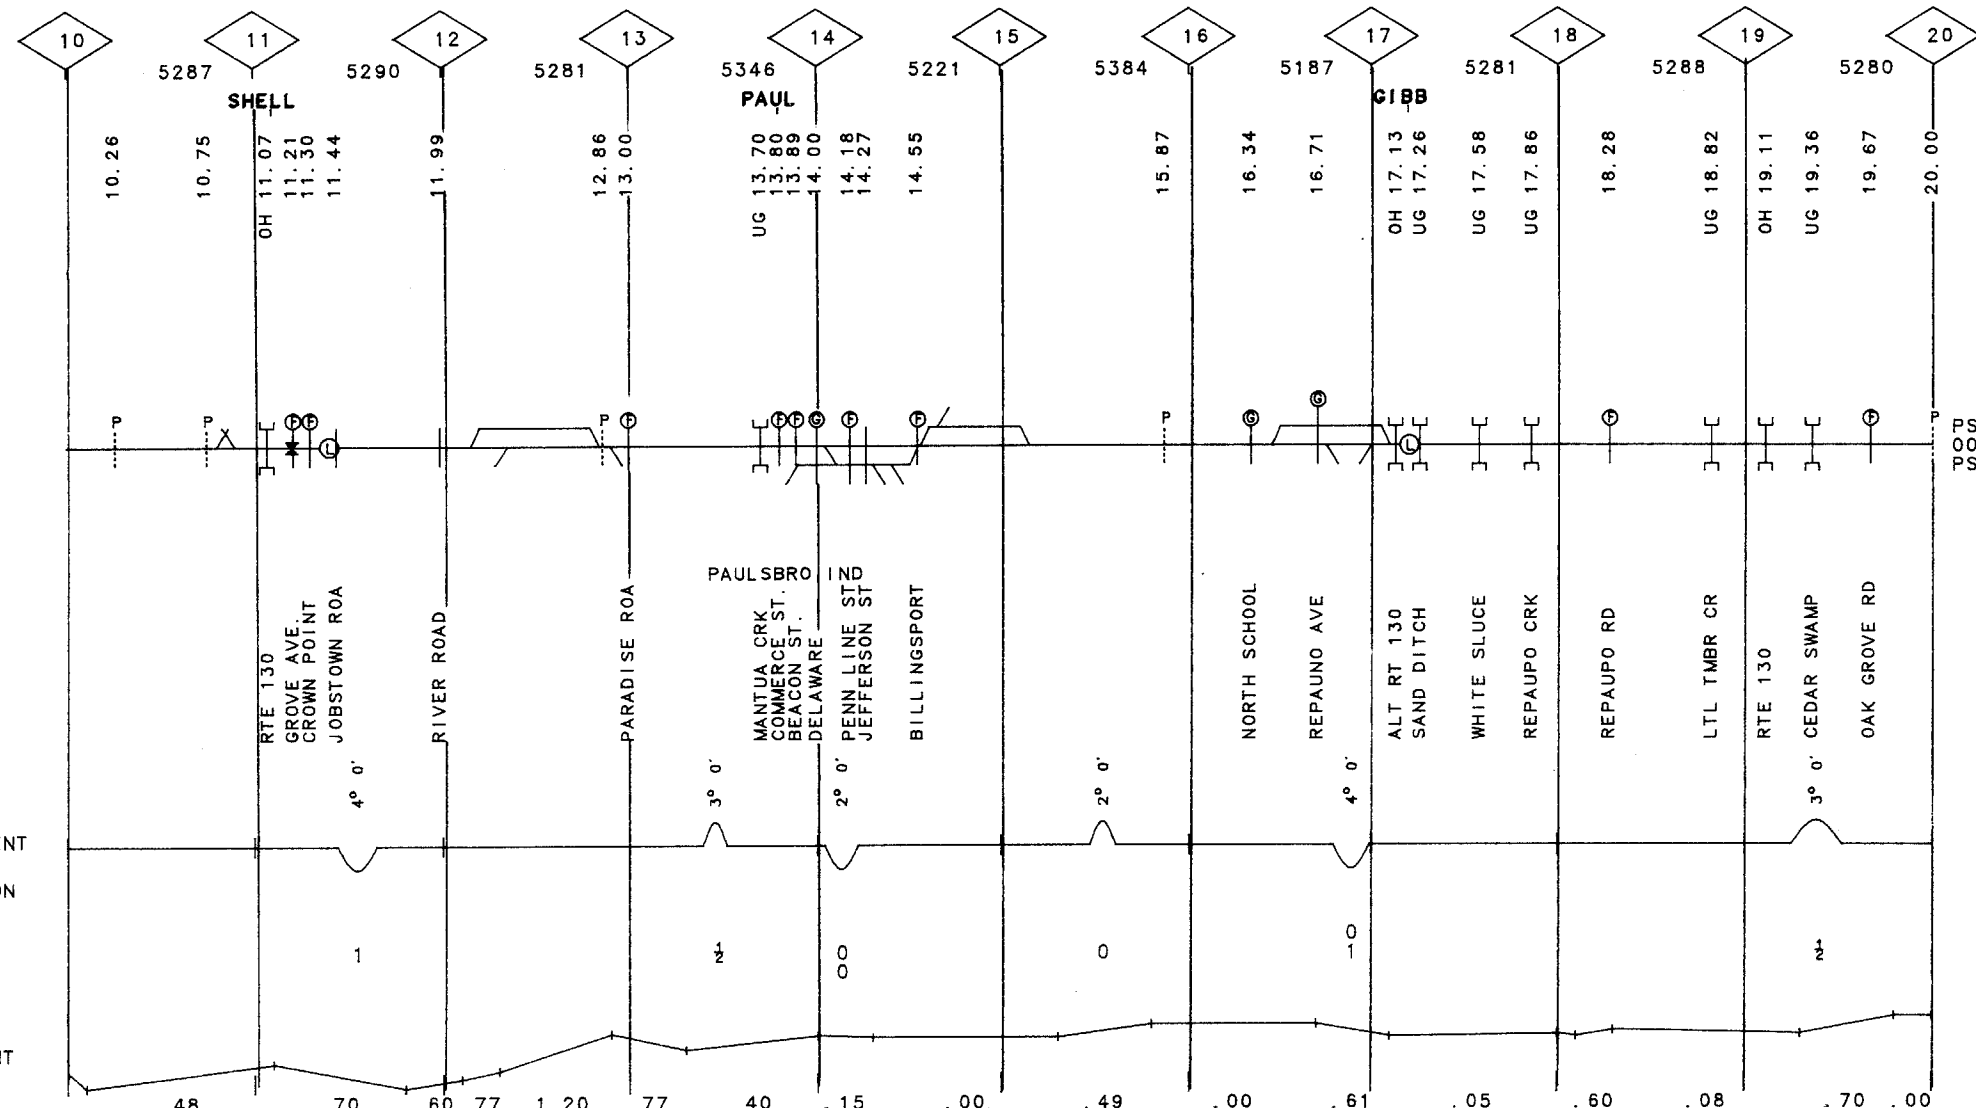 10 11 12 13 14 15 16 17 18 19 20
5287 5290 5281 5346 5221 5384 5187 5281 5288 5280
SHELL PAUL GIBB
10.26
10.75
OH 11.07
11.21
11.30
11.44
11.99
12.86
13.00
UG 13.70
13.80
13.89
14.00
14.18
14.27
14.55
15.87
16.34
16.71
OH 17.13
UG 17.26
UG 17.58
UG 17.86
18.28
UG 18.82
OH 19.11
UG 19.36
19.67
20.00
P P F F L P F F F G F F P G G L F F P
PS
OO
PS
PAULSBRO IND
RTE 130
GROVE AVE.
CROWN POINT
JOBSTOWN ROA
RIVER ROAD
PARADISE ROA
MANTUA CRK
COMMERCE ST.
BEACON ST.
DELAWARE
PENN LINE ST
JEFFERSON ST
BILLINGSPORT
NORTH SCHOOL
REPAUNO AVE
ALT RT 130
SAND DITCH
WHITE SLUCE
REPAUPO CRK
REPAUPO RD
LTL TMBR CR
RTE 130
CEDAR SWAMP
OAK GROVE RD
4° 0' 3° 0' 2° 0' 2° 0' 4° 0' 3° 0'
ENT
ON
1 ½ 0 0 0 0 1 ½
NT
.48 .70 .60 .77 1.20 .77 .40 .15 .00 .49 .00 .61 .05 .60 .08 .70 .00